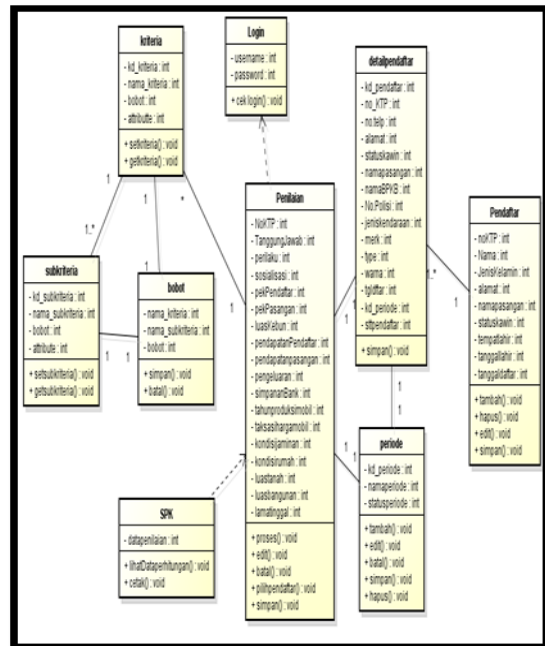 kriteria
- kd_kriteria : int
- nama_kriteria : int
- bobot : int
- attributte : int
+ setkriteria() : void
+ getkriteria() : void
Login
- username : int
- password : int
+ cek login() : void
detailpendaftar
- kd_pendaftar : int
- no_KTP : int
- no.telp : int
- alamat : int
- statuskawin : int
- namapasangan : int
- namaBPKB : int
- No.Polisi : int
- jeniskendaraan : int
- merk : int
- type : int
- warna : int
- tgldftar : int
- kd_periode : int
- sttpendaftar : int
+ simpan() : void
Penilaian
- NoKTP : int
- TanggungJawab : int
- perilaku : int
- sosialisasi : int
- pekPendaftar : int
- pekPasangan : int
- luasKebun : int
- pendapatanPendaftar : int
- pendapatanpasangan : int
- pengeluaran : int
- simpananBank : int
- tahunproduksimobil : int
- taksasihargamobil : int
- kondisijaminan : int
- kondisirumah : int
- luastanah : int
- luasbangunan : int
- lamatinggal : int
+ proses() : void
+ edit() : void
+ batal() : void
+ pilihpendaftar() : void
+ simpan() : void
Pendaftar
- noKTP : int
- Nama : int
- JenisKelamin : int
- alamat : int
- namapasangan : int
- statuskawin : int
- tempatlahir : int
- tanggallahir : int
- tanggaldaftar : int
+ tambah() : void
+ hapus() : void
+ edit() : void
+ simpan() : void
subkriteria
- kd_subkriteria : int
- nama_subkriteria : int
- bobot : int
- attribute : int
+ setsubkriteria() : void
+ getsubkriteria() : void
bobot
- nama_kriteria : int
- nama_subkriteria : int
- bobot : int
+ simpan() : void
+ batal() : void
periode
- kd_periode : int
- namaperiode : int
- statusperiode : int
+ tambah() : void
+ edit() : void
+ batal() : void
+ simpan() : void
+ hapus() : void
SPK
- datapenilaian : int
+ lihatDataperhitungan() : void
+ cetak() : void
1
1..*
1
1
*
1
1
1
1
1
1..*
1
1
1
1
1